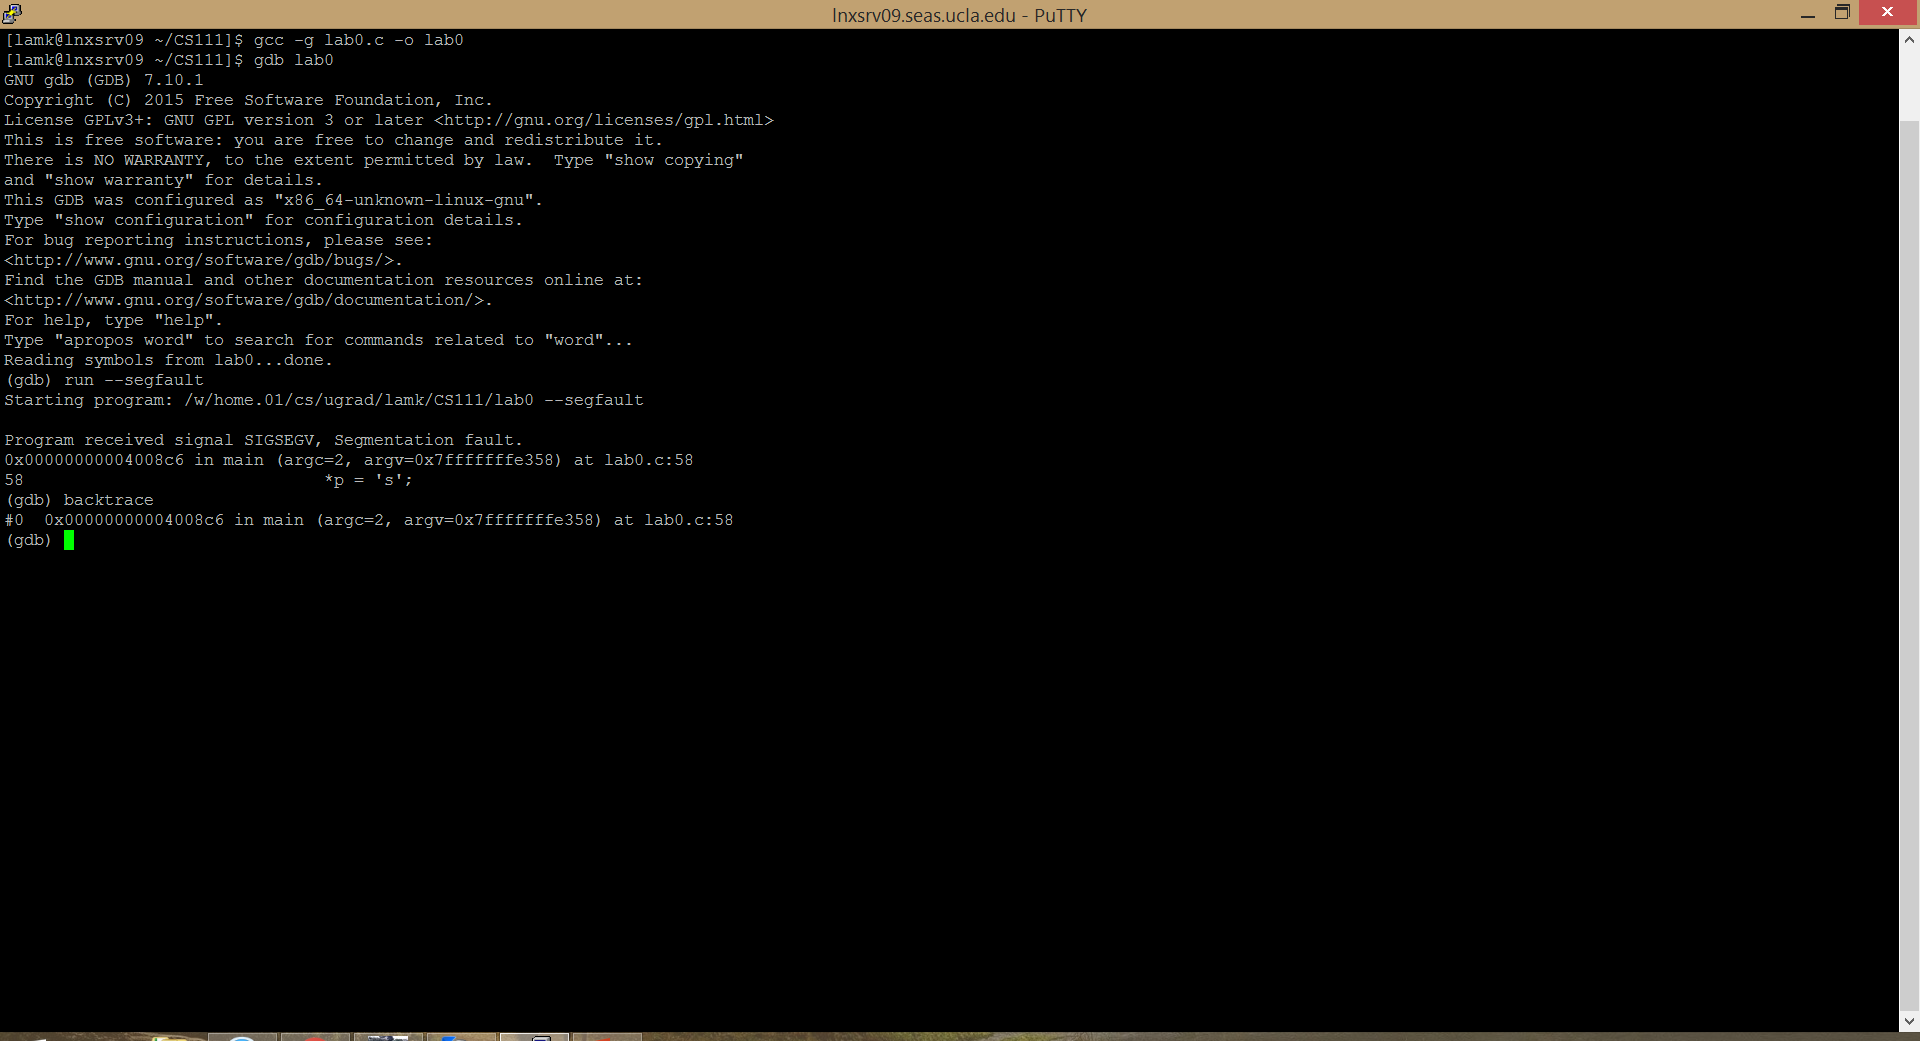 lnxsrv09.seas.ucla.edu - PuTTY
[lamk@lnxsrv09 ~/CS111]$ gcc -g lab0.c -o lab0
[lamk@lnxsrv09 ~/CS111]$ gdb lab0
GNU gdb (GDB) 7.10.1
Copyright (C) 2015 Free Software Foundation, Inc.
License GPLv3+: GNU GPL version 3 or later <http://gnu.org/licenses/gpl.html>
This is free software: you are free to change and redistribute it.
There is NO WARRANTY, to the extent permitted by law.  Type "show copying"
and "show warranty" for details.
This GDB was configured as "x86_64-unknown-linux-gnu".
Type "show configuration" for configuration details.
For bug reporting instructions, please see:
<http://www.gnu.org/software/gdb/bugs/>.
Find the GDB manual and other documentation resources online at:
<http://www.gnu.org/software/gdb/documentation/>.
For help, type "help".
Type "apropos word" to search for commands related to "word"...
Reading symbols from lab0...done.
(gdb) run --segfault
Starting program: /w/home.01/cs/ugrad/lamk/CS111/lab0 --segfault
Program received signal SIGSEGV, Segmentation fault.
0x00000000004008c6 in main (argc=2, argv=0x7fffffffe358) at lab0.c:58
58                              *p = 's';
(gdb) backtrace
#0  0x00000000004008c6 in main (argc=2, argv=0x7fffffffe358) at lab0.c:58
(gdb)